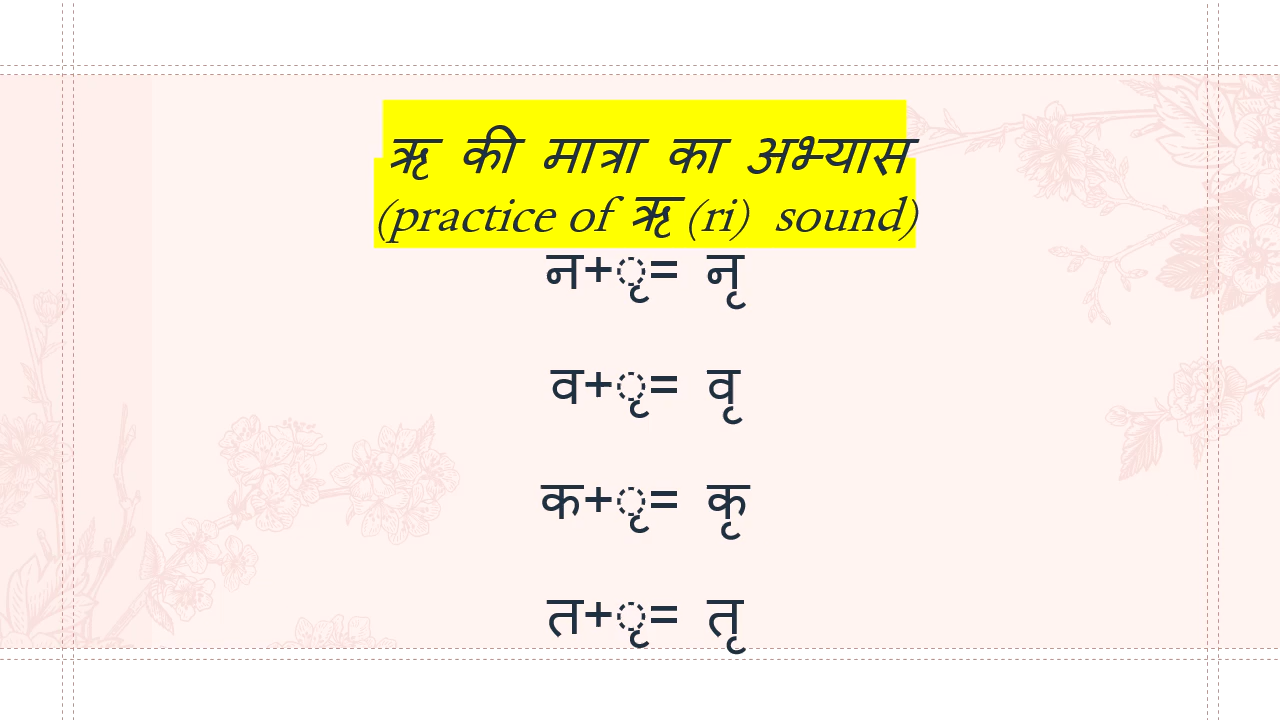 ऋ की मात्रा का अभ्यास
(practice of ऋ (ri) sound)
न+ृ= नृ
व+ृ= वृ
क+ृ= कृ
त+ृ= तृ